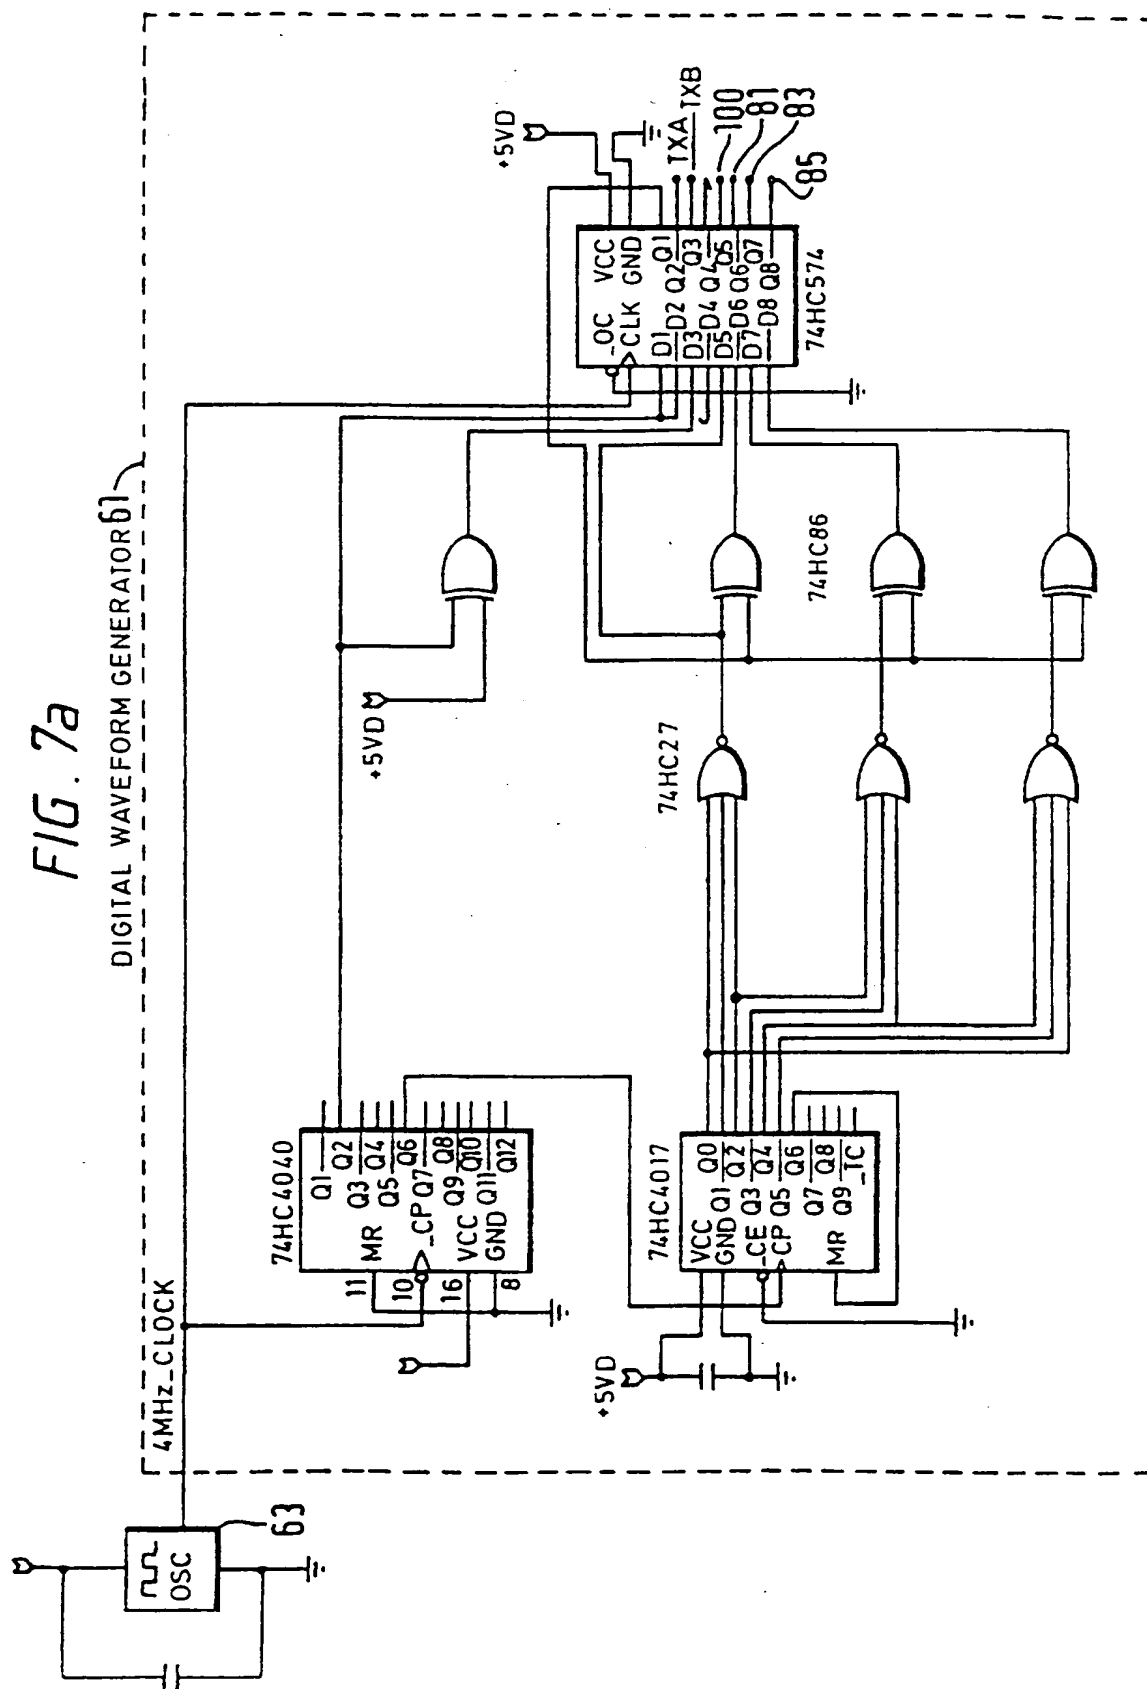 FIG. 7a
DIGITAL WAVEFORM GENERATOR 61
4MHz_CLOCK
OSC
63
74HC4040
Q1
Q2
Q3
Q4
Q5
Q6
Q7
Q8
Q9
Q10
Q11
Q12
MR
_CP
VCC
GND
11
10
16
8
+5VD
74HC4017
VCC
GND
_CE
CP
MR
Q0
Q1
Q2
Q3
Q4
Q5
Q6
Q7
Q8
Q9
_TC
+5VD
74HC27
74HC86
+5VD
_OC VCC
CLK GND
D1 Q1
D2 Q2
D3 Q3
D4 Q4
D5 Q5
D6 Q6
D7 Q7
D8 Q8
74HC574
TXA
TXB
100
81
83
85